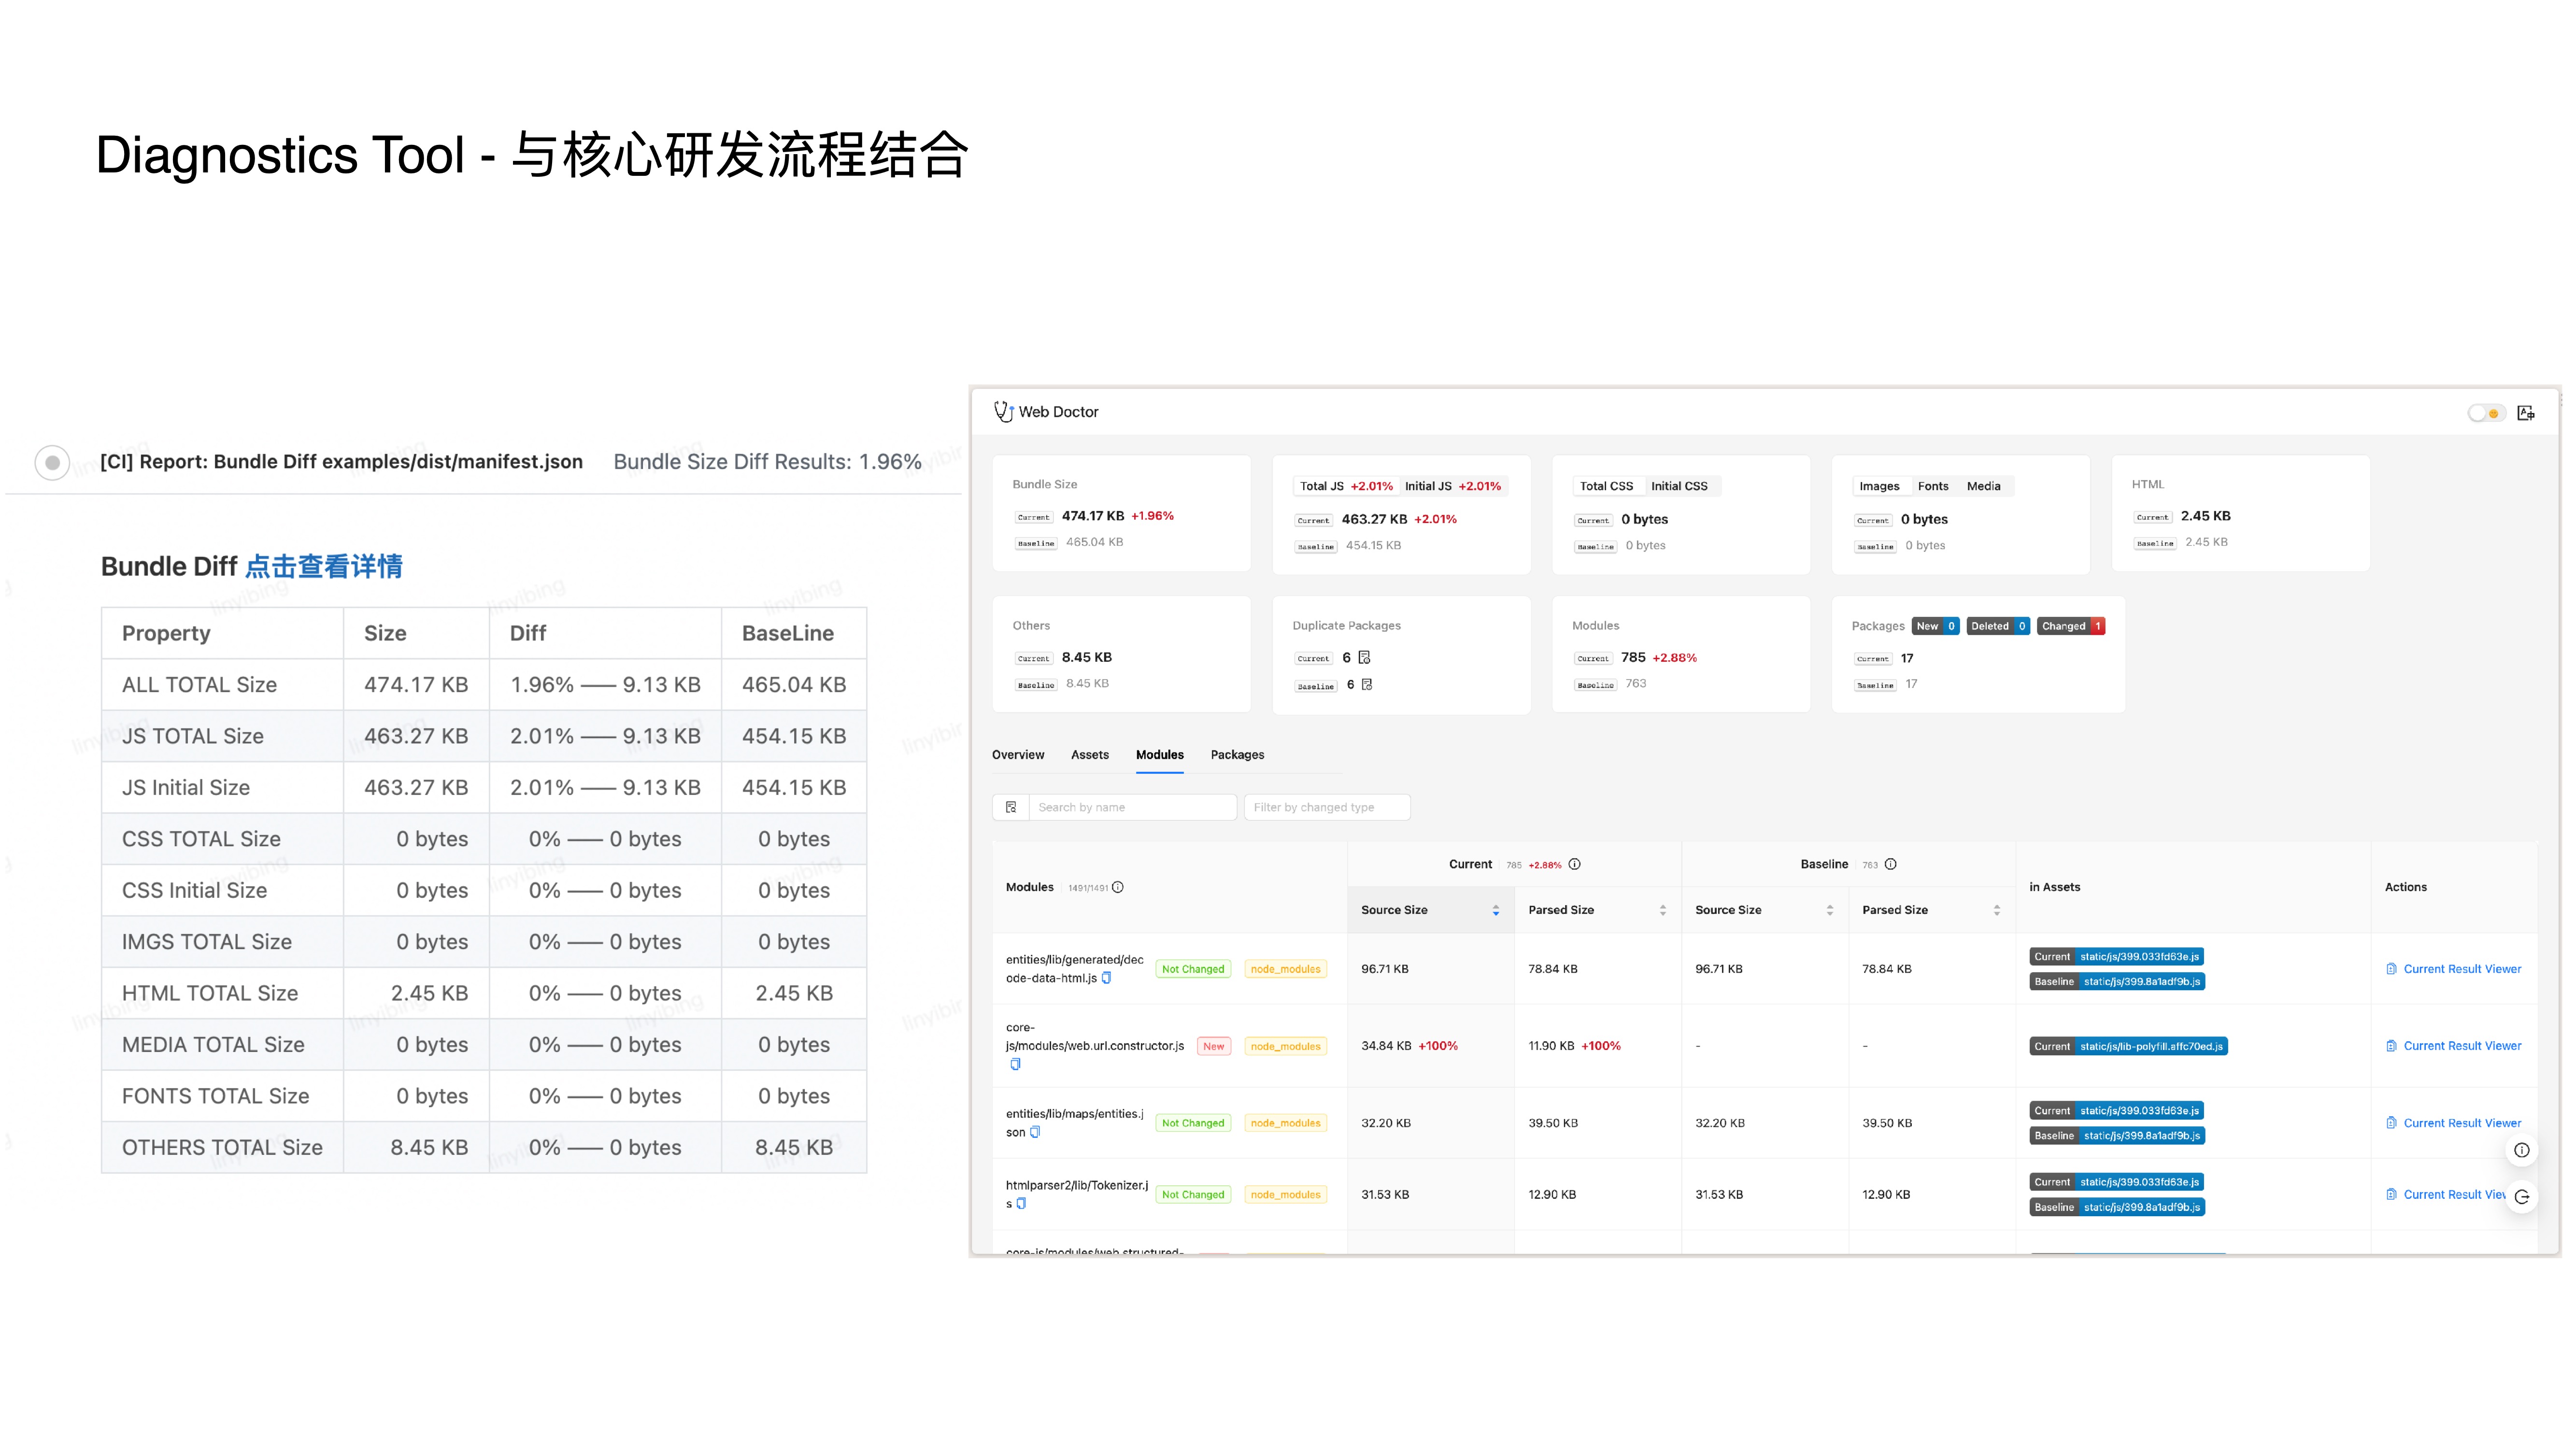 Diagnostics Tool - 与核心研发流程结合
[CI] Report: Bundle Diff examples/dist/manifest.json Bundle Size Diff Results: 1.96%
Bundle Diff 点击查看详情
Property Size Diff BaseLine
ALL TOTAL Size 474.17 KB 1.96% —— 9.13 KB 465.04 KB
JS TOTAL Size 463.27 KB 2.01% —— 9.13 KB 454.15 KB
JS Initial Size 463.27 KB 2.01% —— 9.13 KB 454.15 KB
CSS TOTAL Size 0 bytes 0% —— 0 bytes 0 bytes
CSS Initial Size 0 bytes 0% —— 0 bytes 0 bytes
IMGS TOTAL Size 0 bytes 0% —— 0 bytes 0 bytes
HTML TOTAL Size 2.45 KB 0% —— 0 bytes 2.45 KB
MEDIA TOTAL Size 0 bytes 0% —— 0 bytes 0 bytes
FONTS TOTAL Size 0 bytes 0% —— 0 bytes 0 bytes
OTHERS TOTAL Size 8.45 KB 0% —— 0 bytes 8.45 KB
linyibing
Web Doctor
Bundle Size
Current 474.17 KB +1.96%
Baseline 465.04 KB
Total JS +2.01% Initial JS +2.01%
Current 463.27 KB +2.01%
Baseline 454.15 KB
Total CSS Initial CSS
Current 0 bytes
Baseline 0 bytes
Images Fonts Media
Current 0 bytes
Baseline 0 bytes
HTML
Current 2.45 KB
Baseline 2.45 KB
Others
Current 8.45 KB
Baseline 8.45 KB
Duplicate Packages
Current 6
Baseline 6
Modules
Current 785 +2.88%
Baseline 763
Packages New 0 Deleted 0 Changed 1
Current 17
Baseline 17
Overview Assets Modules Packages
Search by name Filter by changed type
Modules 1491/1491 Current 785 +2.88% Baseline 763 in Assets Actions
Source Size Parsed Size Source Size Parsed Size
entities/lib/generated/dec
ode-data-html.js Not Changed node_modules 96.71 KB 78.84 KB 96.71 KB 78.84 KB
Current static/js/399.033fd63e.js
Baseline static/js/399.8a1adf9b.js
Current Result Viewer
core-
js/modules/web.url.constructor.js New node_modules 34.84 KB +100% 11.90 KB +100% - -
Current static/js/lib-polyfill.affc70ed.js
Current Result Viewer
entities/lib/maps/entities.j
son Not Changed node_modules 32.20 KB 39.50 KB 32.20 KB 39.50 KB
Current static/js/399.033fd63e.js
Baseline static/js/399.8a1adf9b.js
Current Result Viewer
htmlparser2/lib/Tokenizer.j
s Not Changed node_modules 31.53 KB 12.90 KB 31.53 KB 12.90 KB
Current static/js/399.033fd63e.js
Baseline static/js/399.8a1adf9b.js
Current Result Viev
core-js/modules/web.structured-